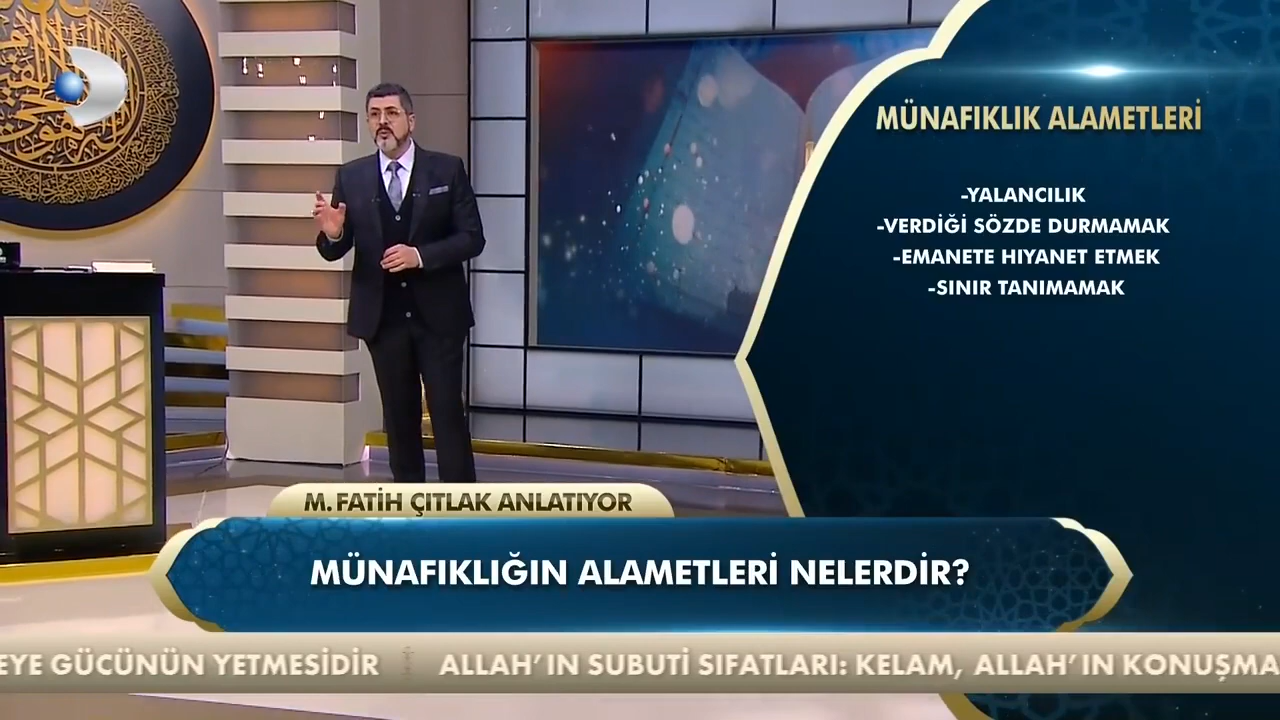 MÜNAFIKLIK ALAMETLERİ
-YALANCILIK
-VERDİĞİ SÖZDE DURMAMAK
-EMANETE HIYANET ETMEK
-SINIR TANIMAMAK
M. FATİH ÇITLAK ANLATIYOR
MÜNAFIKLIĞIN ALAMETLERİ NELERDİR?
EYE GÜCÜNÜN YETMESİDİR ALLAH'IN SUBUTİ SIFATLARI: KELAM, ALLAH'IN KONUŞMA